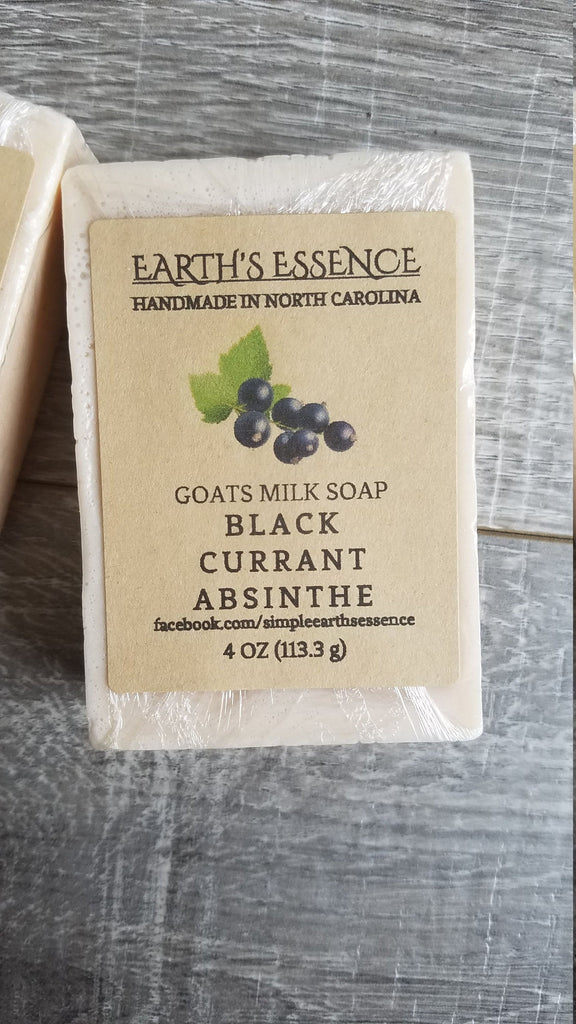 EARTH'S ESSENCE
HANDMADE IN NORTH CAROLINA
GOATS MILK SOAP
BLACK
CURRANT
ABSINTHE
facebook.com/simpleearthsessence
4 OZ (113.3 g)